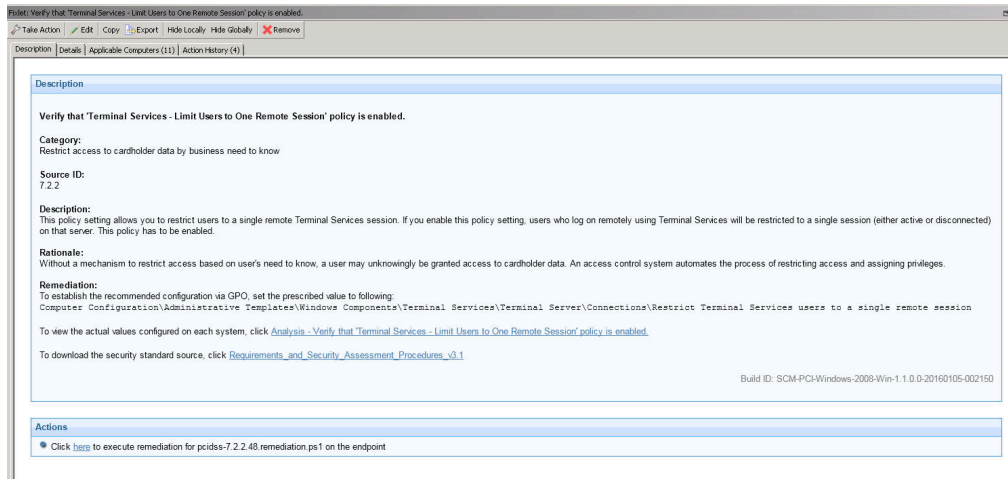 Fixlet: Verify that 'Terminal Services - Limit Users to One Remote Session' policy is enabled.
Take Action Edit Copy Export Hide Locally Hide Globally Remove
Description Details Applicable Computers (11) Action History (4)
Description
Verify that 'Terminal Services - Limit Users to One Remote Session' policy is enabled.
Category:
Restrict access to cardholder data by business need to know
Source ID:
7.2.2
Description:
This policy setting allows you to restrict users to a single remote Terminal Services session. If you enable this policy setting, users who log on remotely using Terminal Services will be restricted to a single session (either active or disconnected)
on that server. This policy has to be enabled.
Rationale:
Without a mechanism to restrict access based on user's need to know, a user may unknowingly be granted access to cardholder data. An access control system automates the process of restricting access and assigning privileges.
Remediation:
To establish the recommended configuration via GPO, set the prescribed value to following:
Computer Configuration\Administrative Templates\Windows Components\Terminal Services\Terminal Server\Connections\Restrict Terminal Services users to a single remote session
To view the actual values configured on each system, click Analysis - Verify that 'Terminal Services - Limit Users to One Remote Session' policy is enabled.
To download the security standard source, click Requirements_and_Security_Assessment_Procedures_v3.1
Build ID: SCM-PCI-Windows-2008-Win-1.1.0.0-20160105-002150
Actions
Click here to execute remediation for pcidss-7.2.2.48.remediation.ps1 on the endpoint